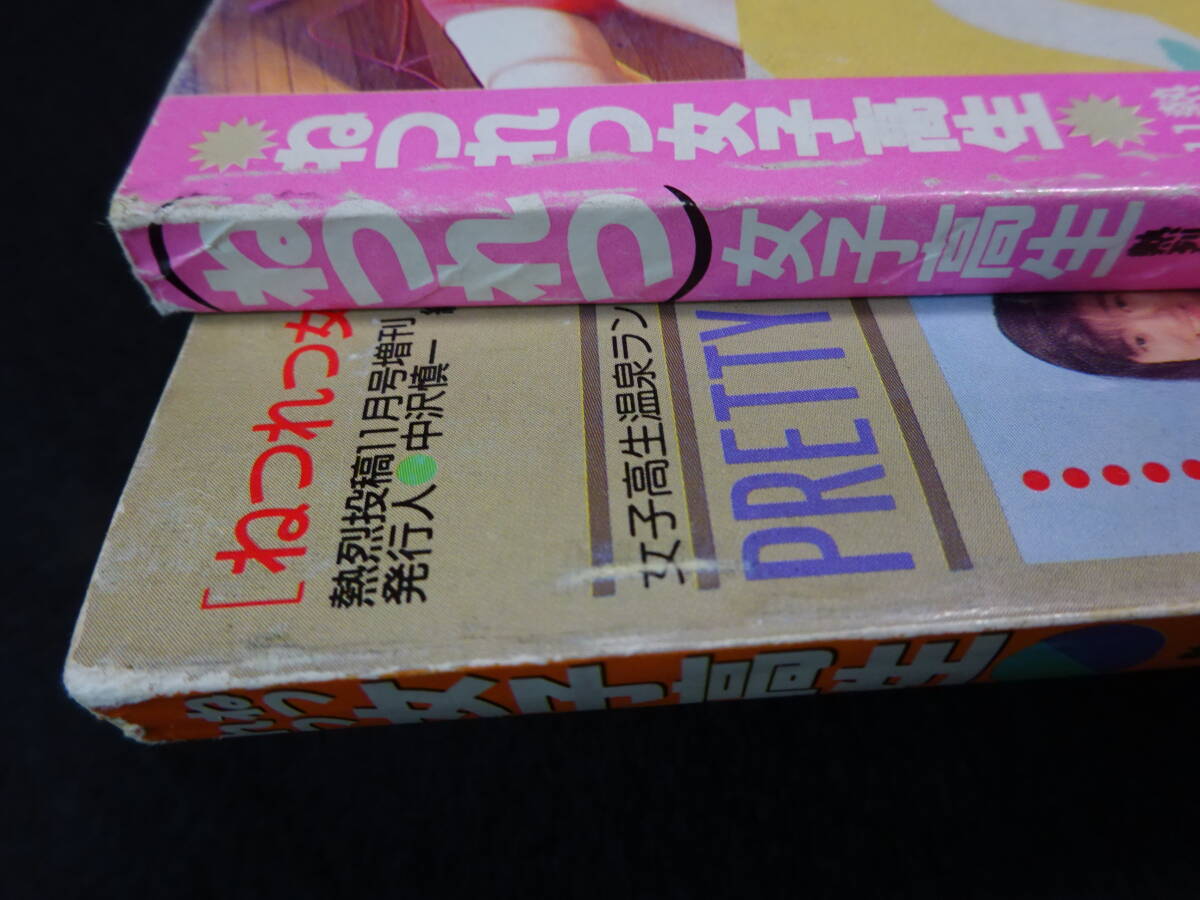 ねつれつ女子高生
(ねつれつ)女子高生 熱烈
[ねつれつ女
熱烈投稿11月号増刊
発行人●中沢慎一
女子高生温泉ラン
PRETTY
女子高生